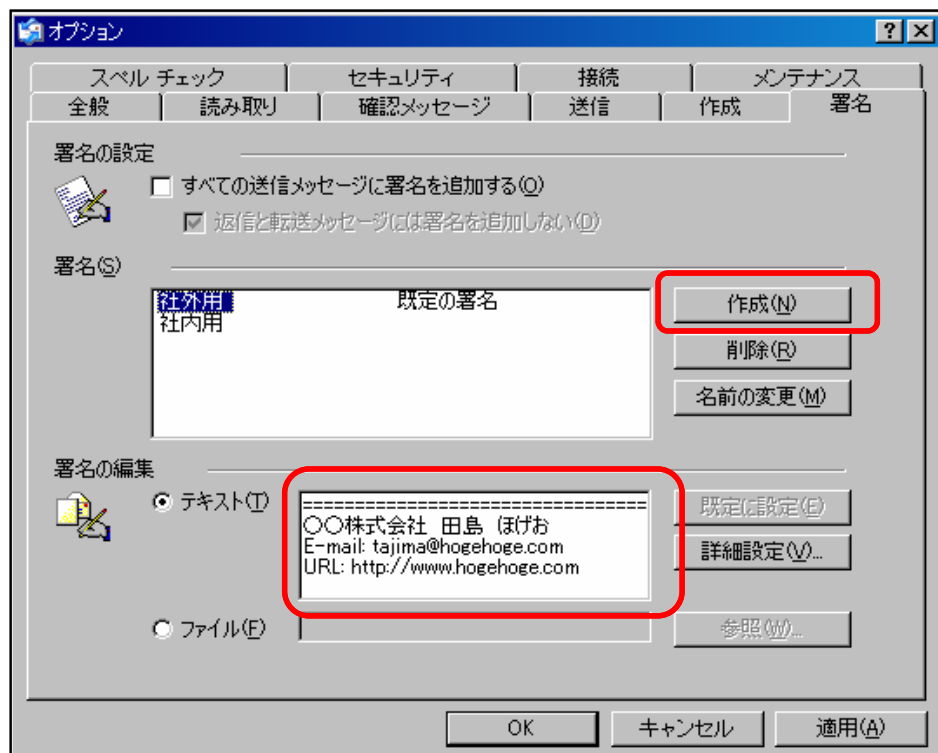 オプション
スペル チェック セキュリティ 接続 メンテナンス
全般 読み取り 確認メッセージ 送信 作成 署名
署名の設定
すべての送信メッセージに署名を追加する(O)
返信と転送メッセージには署名を追加しない(D)
署名(S)
社外用 既定の署名
社内用
作成(N)
削除(R)
名前の変更(M)
署名の編集
テキスト(T)
=================================
〇〇株式会社 田島 ほげお
E-mail: tajima@hogehoge.com
URL: http://www.hogehoge.com
既定に設定(E)
詳細設定(V)...
ファイル(F)
参照(W)...
OK キャンセル 適用(A)